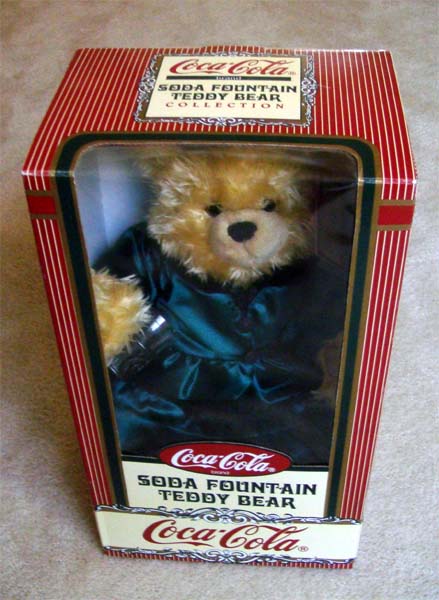 Coca-Cola®
BRAND
SODA FOUNTAIN
TEDDY BEAR
COLLECTION
Coca-Cola®
BRAND
SODA FOUNTAIN
TEDDY BEAR
Coca-Cola®